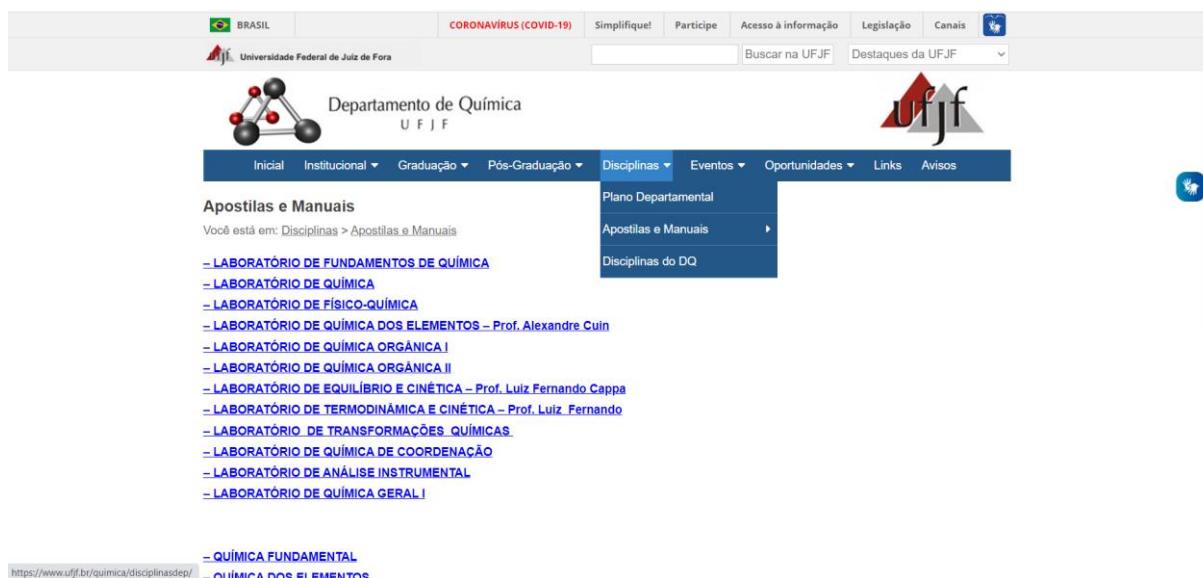 BRASIL CORONAVÍRUS (COVID-19) Simplifique! Participe Acesso à informação Legislação Canais
ufjf Universidade Federal de Juiz de Fora Buscar na UFJF Destaques da UFJF
Departamento de Química
UFJF
ufjf
Inicial Institucional Graduação Pós-Graduação Disciplinas Eventos Oportunidades Links Avisos
Plano Departamental
Apostilas e Manuais
Disciplinas do DQ
Apostilas e Manuais
Você está em: Disciplinas > Apostilas e Manuais
– LABORATÓRIO DE FUNDAMENTOS DE QUÍMICA
– LABORATÓRIO DE QUÍMICA
– LABORATÓRIO DE FÍSICO-QUÍMICA
– LABORATÓRIO DE QUÍMICA DOS ELEMENTOS – Prof. Alexandre Cuin
– LABORATÓRIO DE QUÍMICA ORGÂNICA I
– LABORATÓRIO DE QUÍMICA ORGÂNICA II
– LABORATÓRIO DE EQUILÍBRIO E CINÉTICA – Prof. Luiz Fernando Cappa
– LABORATÓRIO DE TERMODINÂMICA E CINÉTICA – Prof. Luiz Fernando
– LABORATÓRIO DE TRANSFORMAÇÕES QUÍMICAS
– LABORATÓRIO DE QUÍMICA DE COORDENAÇÃO
– LABORATÓRIO DE ANÁLISE INSTRUMENTAL
– LABORATÓRIO DE QUÍMICA GERAL I
– QUÍMICA FUNDAMENTAL
– QUÍMICA DOS ELEMENTOS
https://www.ufjf.br/quimica/disciplinasdep/